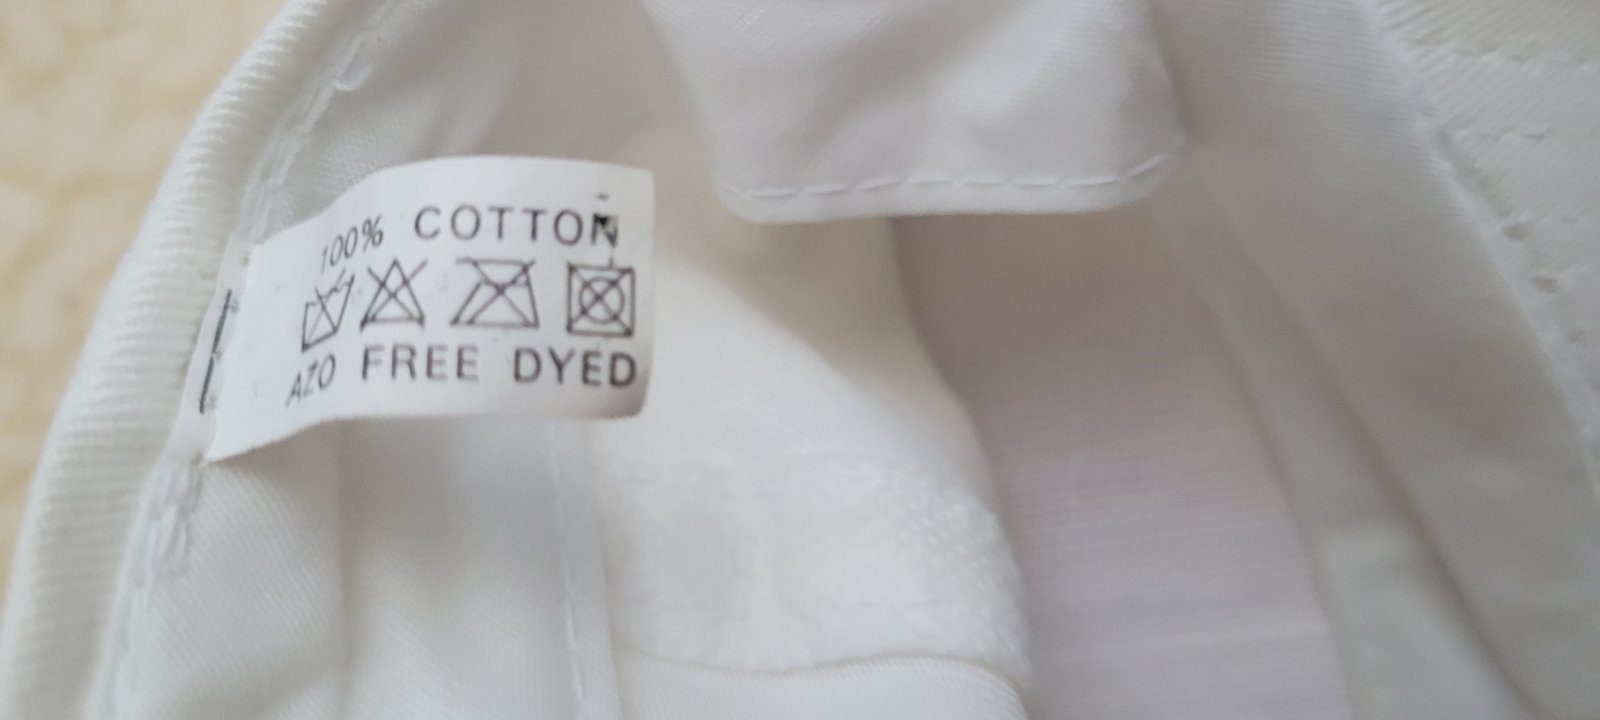 100% COTTON
AZO FREE DYED